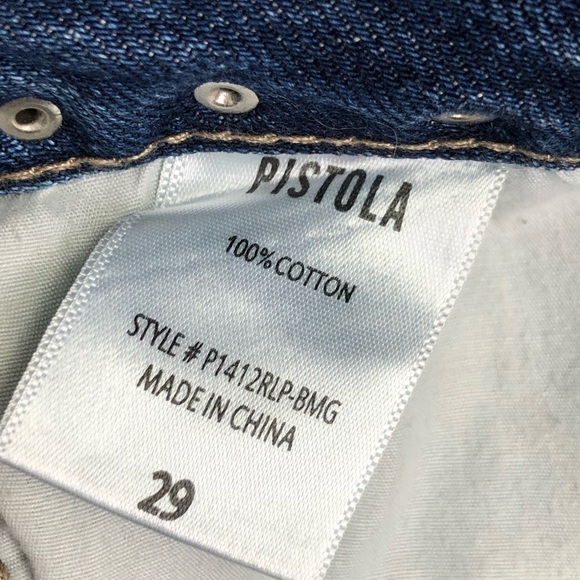 PISTOLA
100% COTTON
STYLE # P1412RLP-BMG
MADE IN CHINA
29